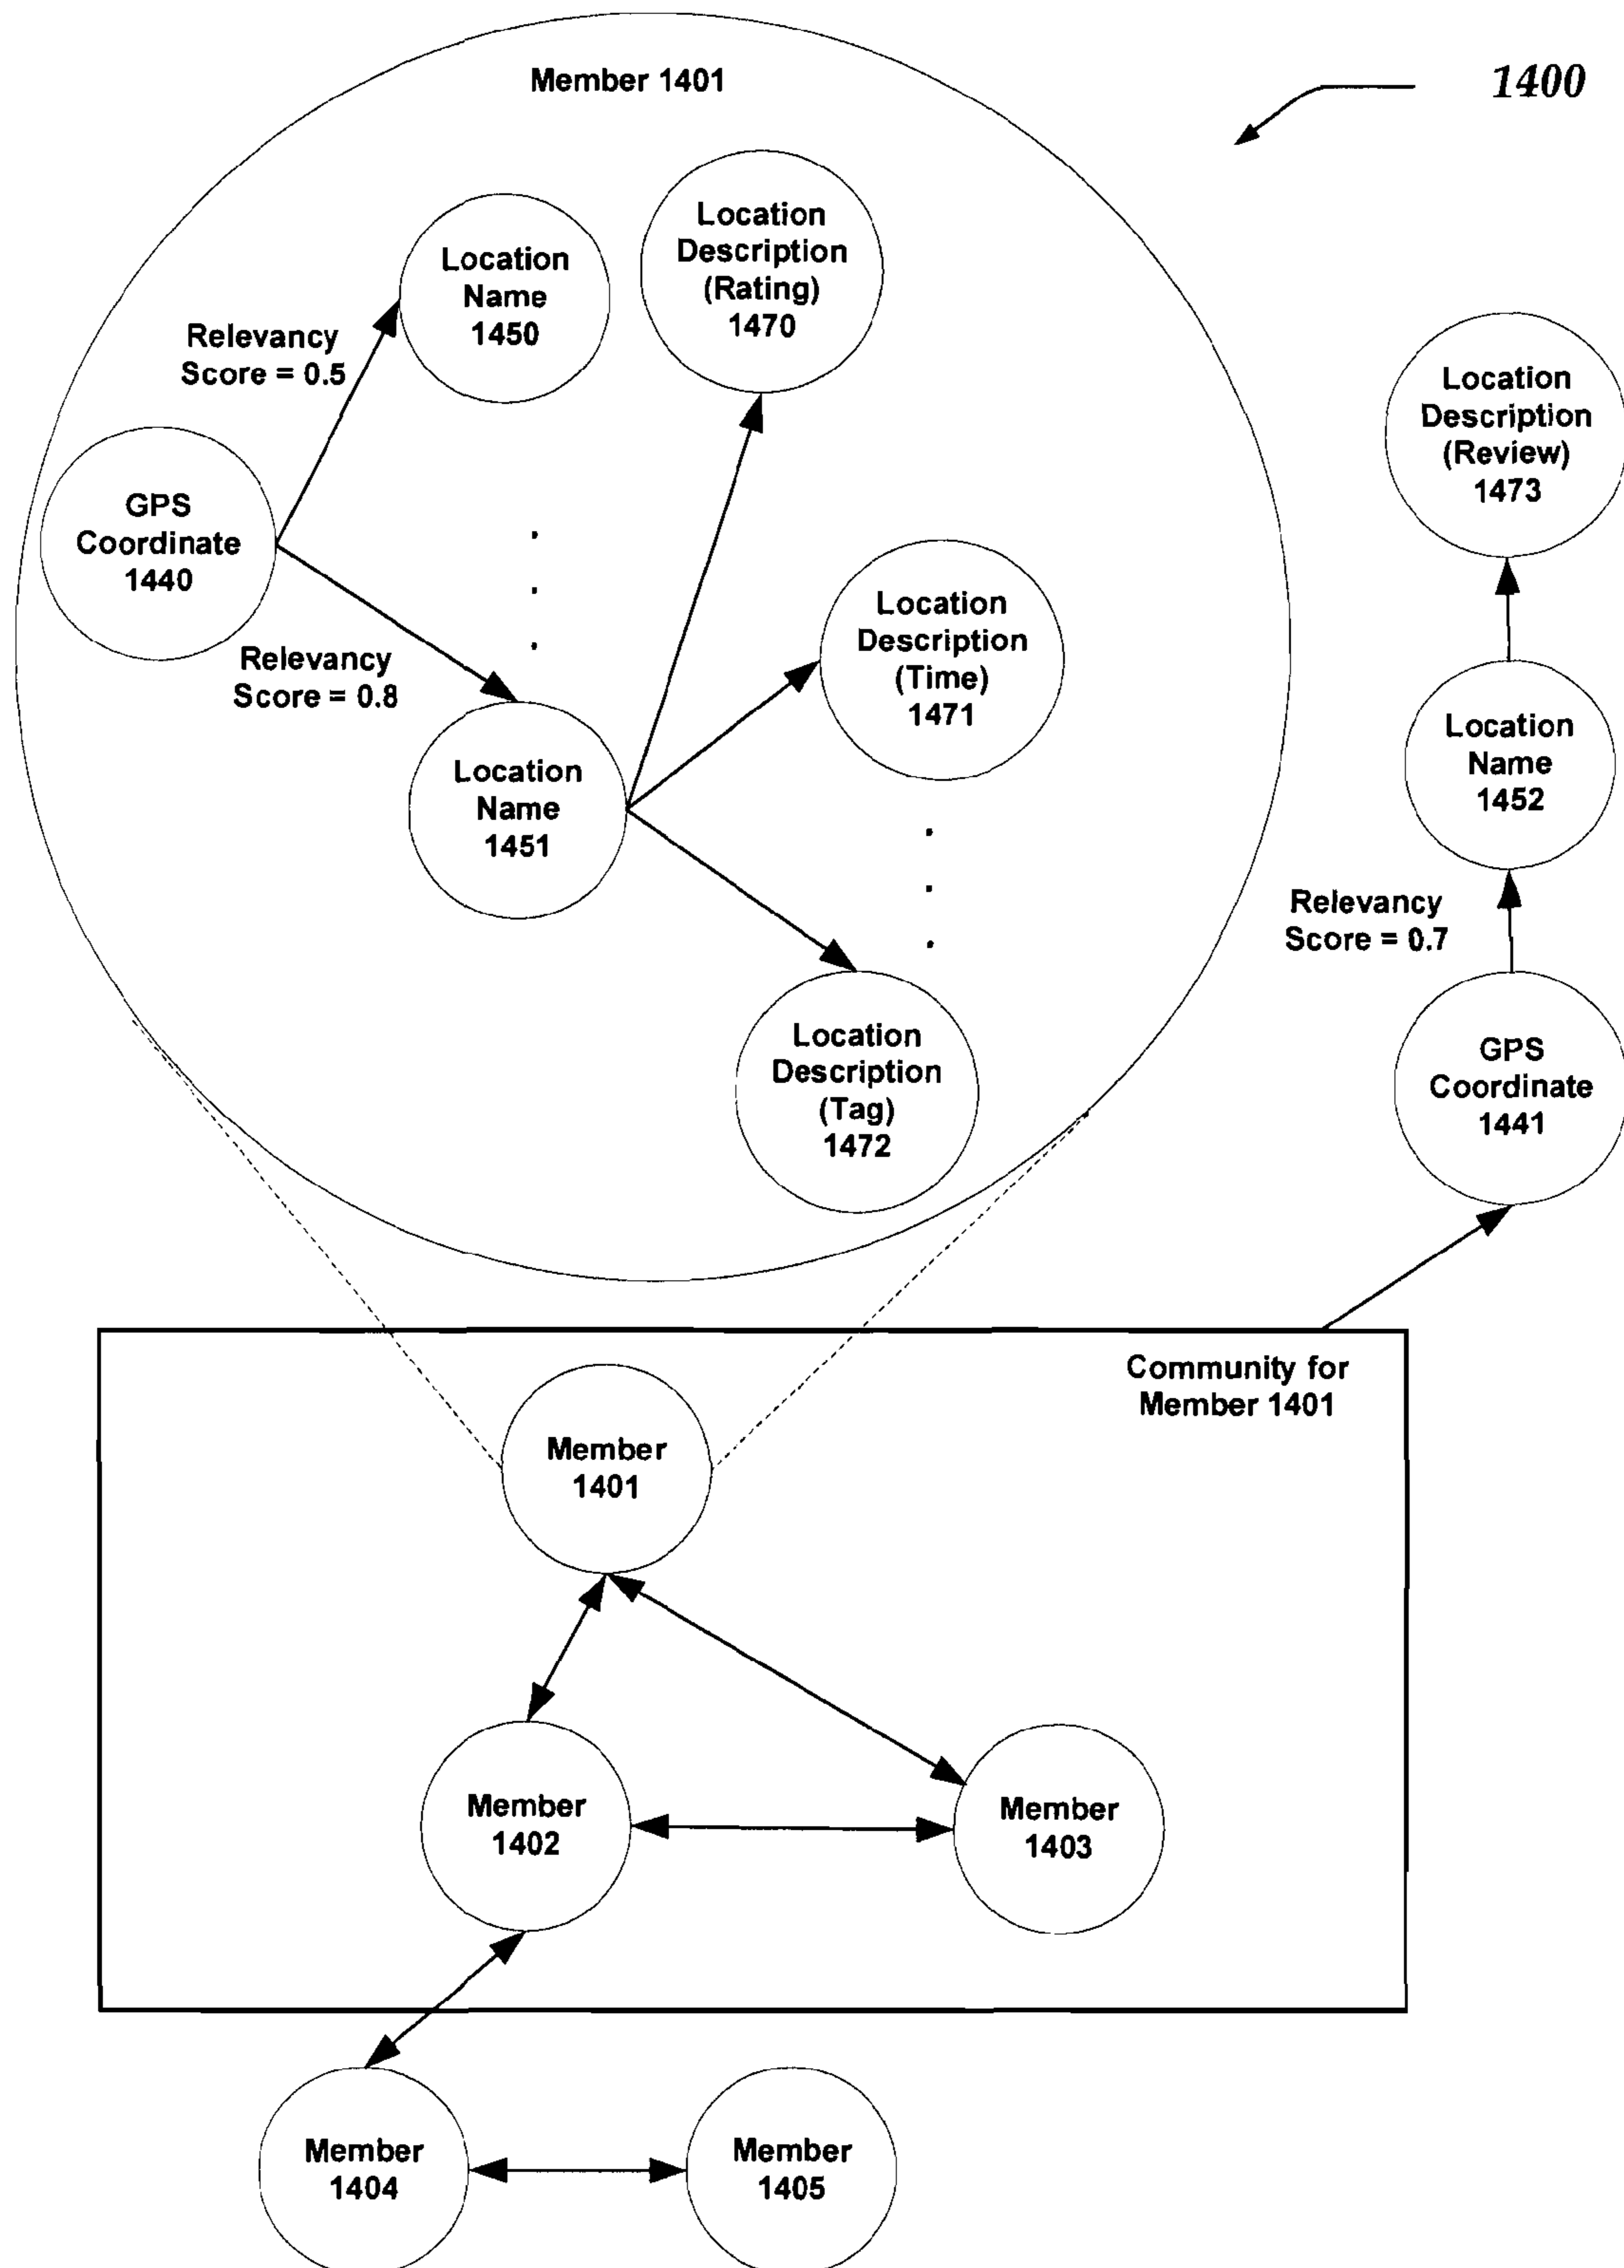 Member 1401
1400
Location
Name
1450
Location
Description
(Rating)
1470
Relevancy
Score = 0.5
GPS
Coordinate
1440
Relevancy
Score = 0.8
Location
Name
1451
Location
Description
(Time)
1471
Location
Description
(Tag)
1472
Location
Description
(Review)
1473
Location
Name
1452
Relevancy
Score = 0.7
GPS
Coordinate
1441
Community for
Member 1401
Member
1401
Member
1402
Member
1403
Member
1404
Member
1405